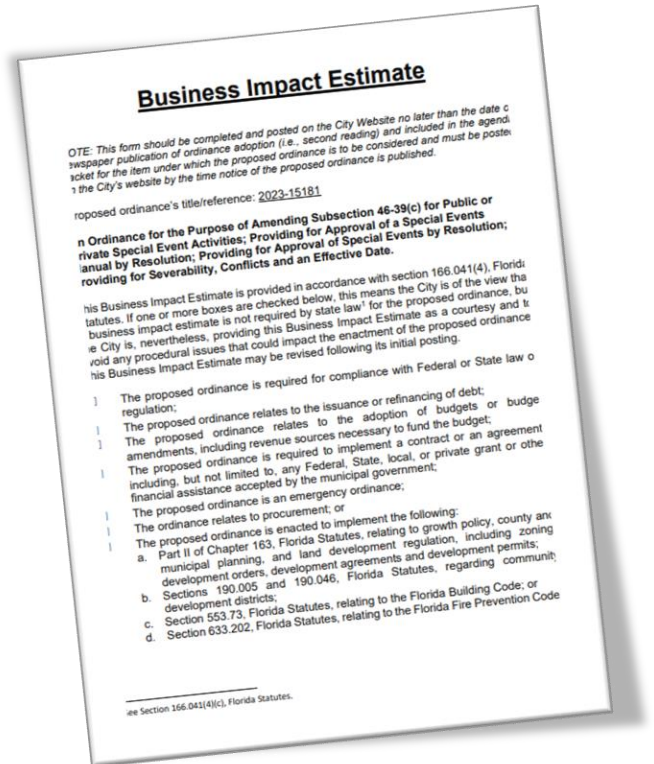 Business Impact Estimate
OTE: This form should be completed and posted on the City Website no later than the date o
ewspaper publication of ordinance adoption (i.e., second reading) and included in the agend
acket for the item under which the proposed ordinance is to be considered and must be poste
n the City's website by the time notice of the proposed ordinance is published.
roposed ordinance's title/reference: 2023-15181
n Ordinance for the Purpose of Amending Subsection 46-39(c) for Public or
rivate Special Event Activities; Providing for Approval of a Special Events
anual by Resolution; Providing for Approval of Special Events by Resolution;
roviding for Severability, Conflicts and an Effective Date.
his Business Impact Estimate is provided in accordance with section 166.041(4), Florida
tatutes. If one or more boxes are checked below, this means the City is of the view tha
business impact estimate is not required by state law¹ for the proposed ordinance, bu
e City is, nevertheless, providing this Business Impact Estimate as a courtesy and to
void any procedural issues that could impact the enactment of the proposed ordinance
his Business Impact Estimate may be revised following its initial posting.
] The proposed ordinance is required for compliance with Federal or State law o
regulation;
] The proposed ordinance relates to the issuance or refinancing of debt;
] The proposed ordinance relates to the adoption of budgets or budge
amendments, including revenue sources necessary to fund the budget;
] The proposed ordinance is required to implement a contract or an agreement
including, but not limited to, any Federal, State, local, or private grant or othe
financial assistance accepted by the municipal government;
] The proposed ordinance is an emergency ordinance;
] The ordinance relates to procurement; or
] The proposed ordinance is enacted to implement the following:
a. Part II of Chapter 163, Florida Statutes, relating to growth policy, county and
municipal planning, and land development regulation, including zoning
development orders, development agreements and development permits;
b. Sections 190.005 and 190.046, Florida Statutes, regarding community
development districts;
c. Section 553.73, Florida Statutes, relating to the Florida Building Code; or
d. Section 633.202, Florida Statutes, relating to the Florida Fire Prevention Code
ee Section 166.041(4)(c), Florida Statutes.